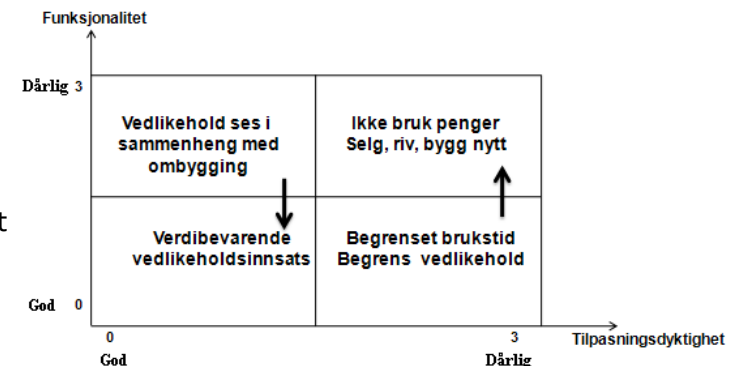 Funksjonalitet
Dårlig 3
Vedlikehold ses i
sammenheng med
ombygging
Ikke bruk penger
Selg, riv, bygg nytt
t
Verdibevarende
vedlikeholdsinnsats
Begrenset brukstid
Begrens vedlikehold
God 0
0
3
Tilpasningsdyktighet
God
Dårlig